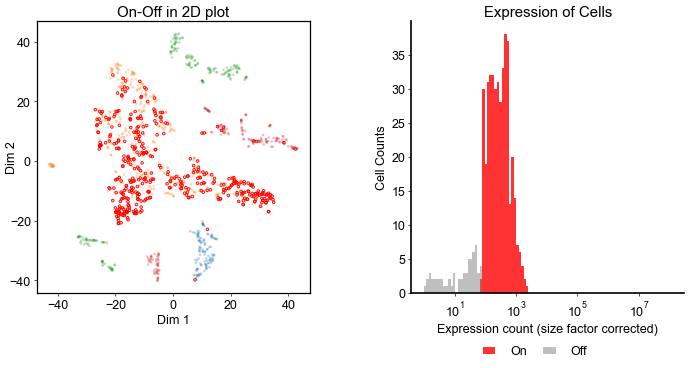 On-Off in 2D plot
40
20
0
−20
−40
Dim 2
−40 −20 0 20 40
Dim 1
Expression of Cells
35
30
25
20
15
10
5
0
Cell Counts
10^1 10^3 10^5 10^7
Expression count (size factor corrected)
On Off